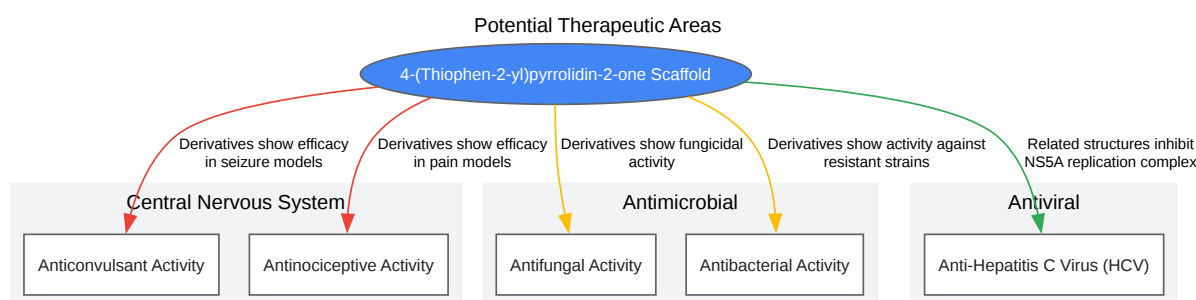 Potential Therapeutic Areas
4-(Thiophen-2-yl)pyrrolidin-2-one Scaffold
Derivatives show efficacy
in seizure models
Derivatives show efficacy
in pain models
Derivatives show fungicidal
activity
Derivatives show activity against
resistant strains
Related structures inhibit
NS5A replication complex
Central Nervous System
Antimicrobial
Antiviral
Anticonvulsant Activity
Antinociceptive Activity
Antifungal Activity
Antibacterial Activity
Anti-Hepatitis C Virus (HCV)